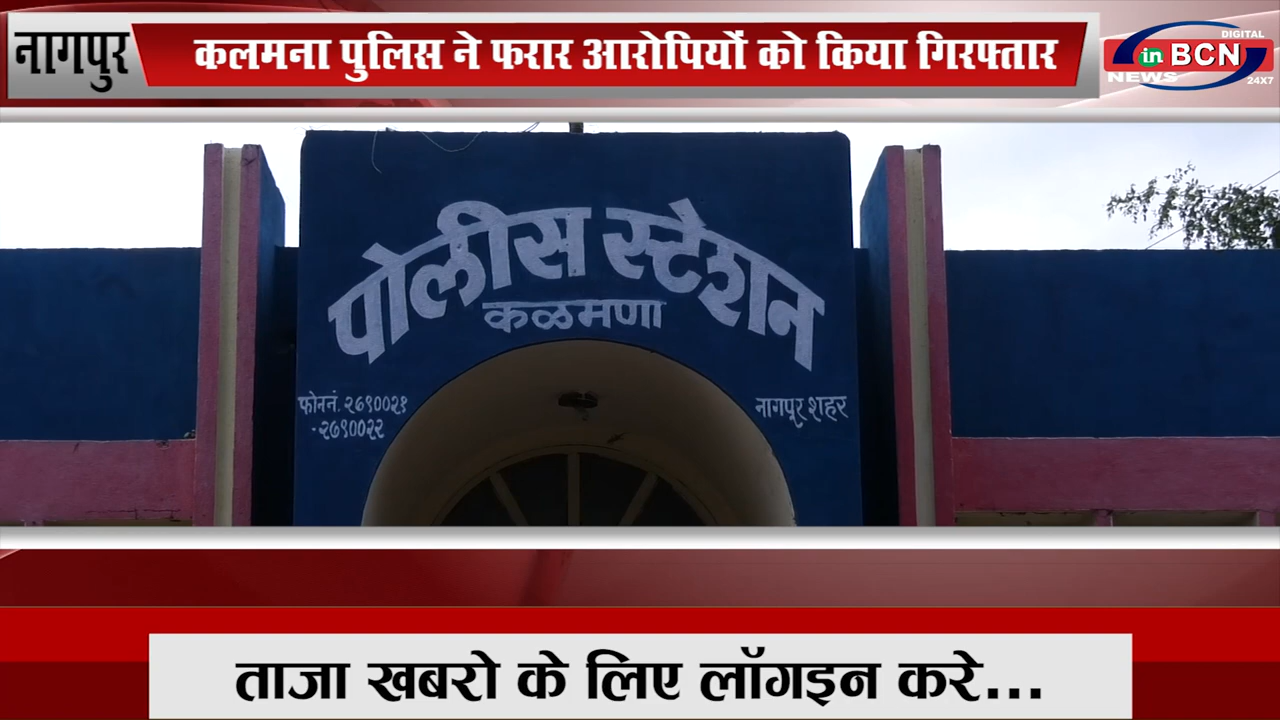 नागपुर
कलमना पुलिस ने फरार आरोपियों को किया गिरफ्तार
DIGITAL
in BCN
NEWS
24X7
पोलीस स्टेशन
कळमणा
फोननं. २६९००२१
-२७९००२२
नागपूर शहर
ताजा खबरो के लिए लॉगइन करे...